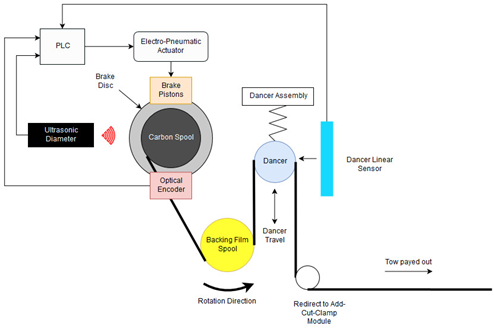 PLC
Electro-Pneumatic
Actuator
Brake
Disc
Brake
Pistons
Dancer Assembly
Ultrasonic
Diameter
Carbon Spool
Dancer
Dancer Linear
Sensor
Optical
Encoder
Dancer
Travel
Backing Film
Spool
Tow payed out
Rotation Direction
Redirect to Add-
Cut-Clamp
Module